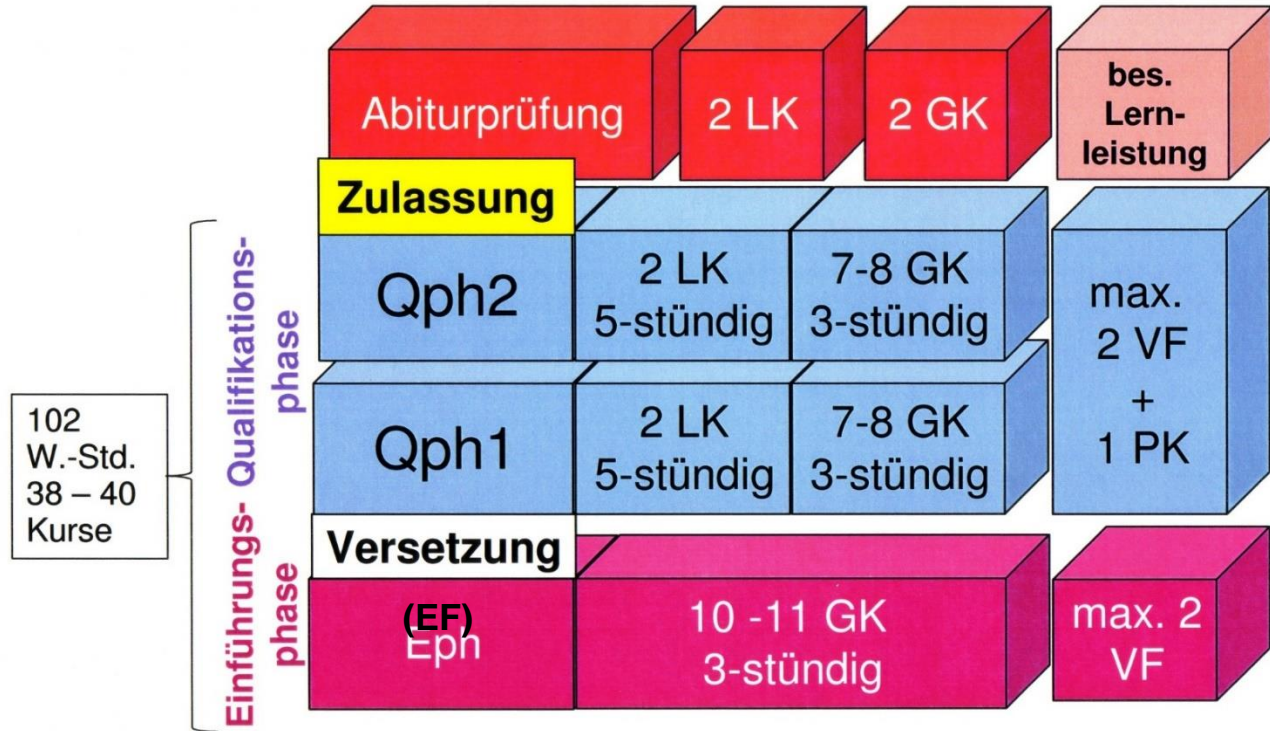 Abiturprüfung
2 LK
2 GK
bes.
Lern-
leistung
Zulassung
Qph2
2 LK
5-stündig
7-8 GK
3-stündig
max.
2 VF
+
1 PK
Qph1
2 LK
5-stündig
7-8 GK
3-stündig
Qualifikations-
phase
102
W.-Std.
38 – 40
Kurse
Versetzung
Einführungs-
phase
(EF)
Eph
10 -11 GK
3-stündig
max. 2
VF